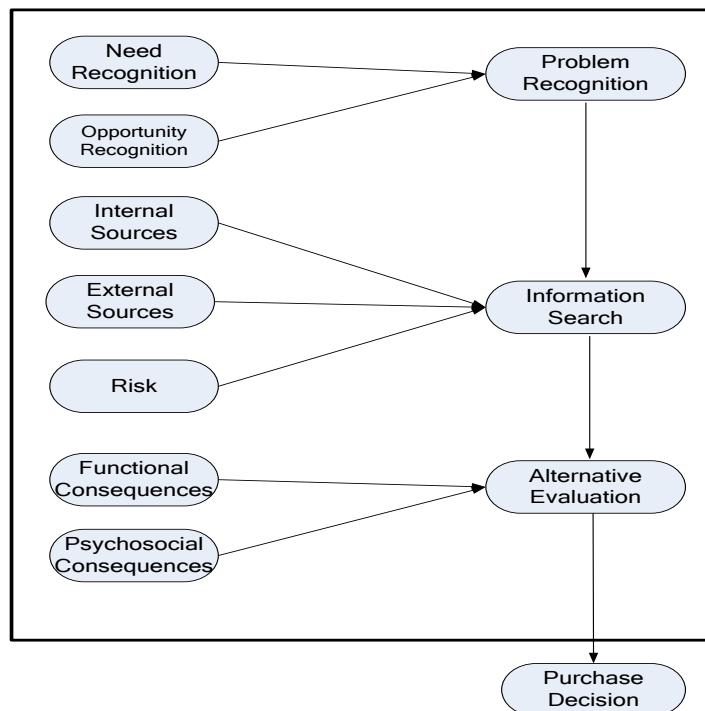 Need
Recognition
Problem
Recognition
Opportunity
Recognition
Internal
Sources
External
Sources
Information
Search
Risk
Functional
Consequences
Alternative
Evaluation
Psychosocial
Consequences
Purchase
Decision